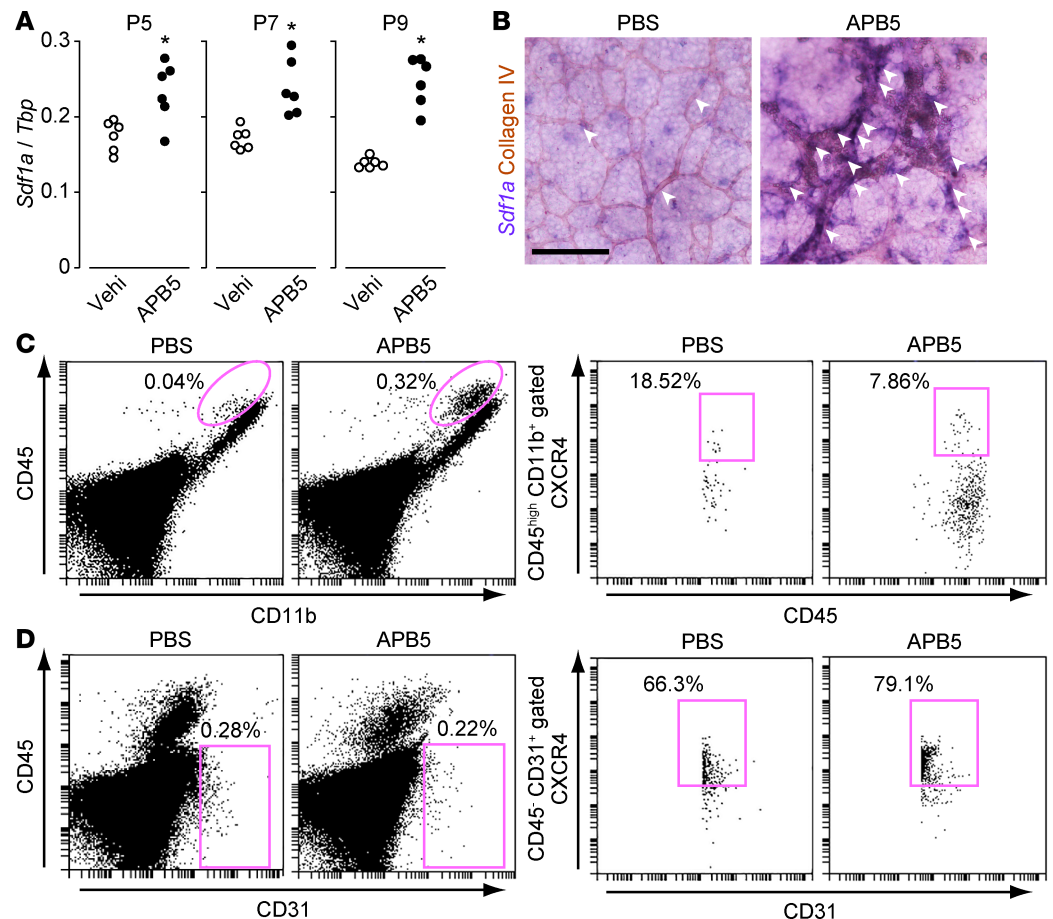 A
P5
P7
P9
*
*
*
0.3
0.2
0.1
0
Sdf1a / Tbp
Vehi
APB5
Vehi
APB5
Vehi
APB5
B
PBS
APB5
Sdf1a Collagen IV
C
PBS
APB5
0.04%
0.32%
CD45
CD11b
PBS
APB5
18.52%
7.86%
CD45high CD11b+ gated
CXCR4
CD45
D
PBS
APB5
0.28%
0.22%
CD45
CD31
PBS
APB5
66.3%
79.1%
CD45- CD31+ gated
CXCR4
CD31